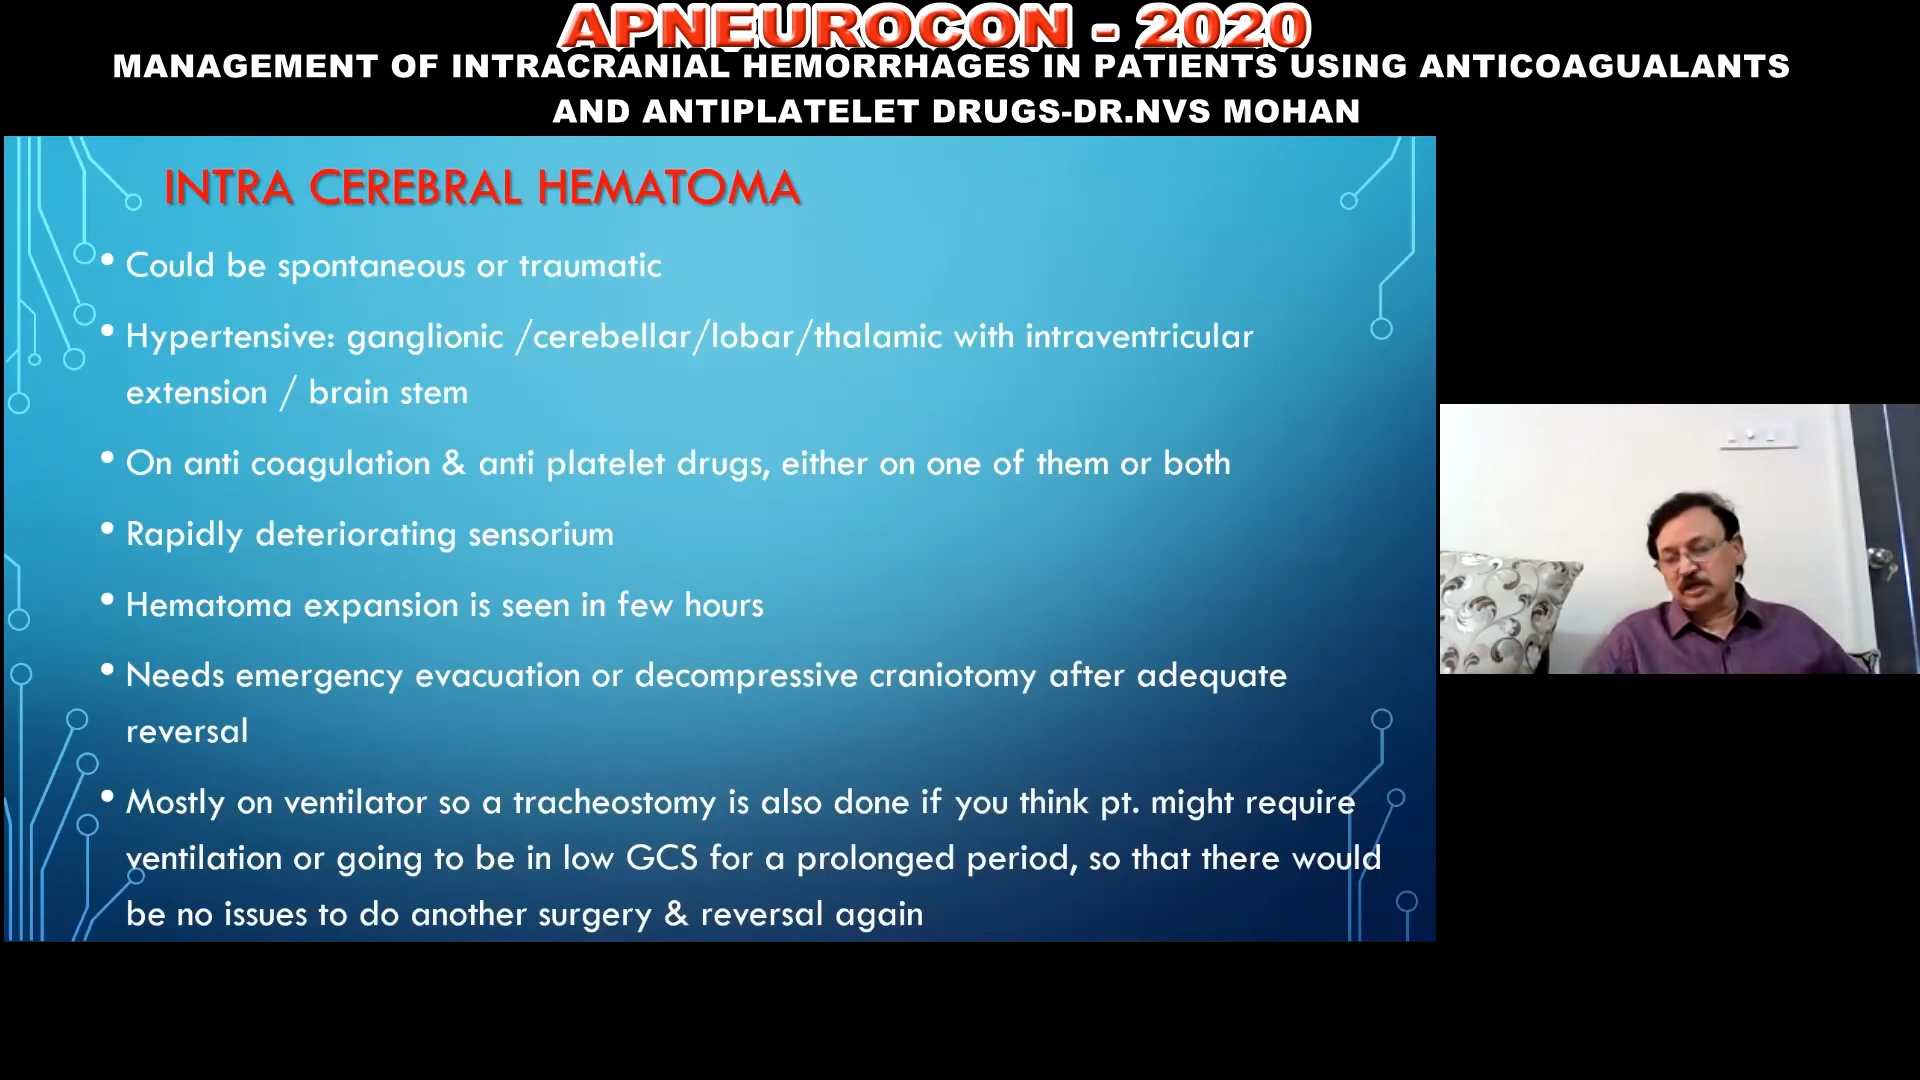 APNEUROCON - 2020
MANAGEMENT OF INTRACRANIAL HEMORRHAGES IN PATIENTS USING ANTICOAGUALANTS
AND ANTIPLATELET DRUGS-DR.NVS MOHAN
INTRA CEREBRAL HEMATOMA
• Could be spontaneous or traumatic
• Hypertensive: ganglionic /cerebellar/lobar/thalamic with intraventricular
extension / brain stem
• On anti coagulation & anti platelet drugs, either on one of them or both
• Rapidly deteriorating sensorium
• Hematoma expansion is seen in few hours
• Needs emergency evacuation or decompressive craniotomy after adequate
reversal
• Mostly on ventilator so a tracheostomy is also done if you think pt. might require
ventilation or going to be in low GCS for a prolonged period, so that there would
be no issues to do another surgery & reversal again